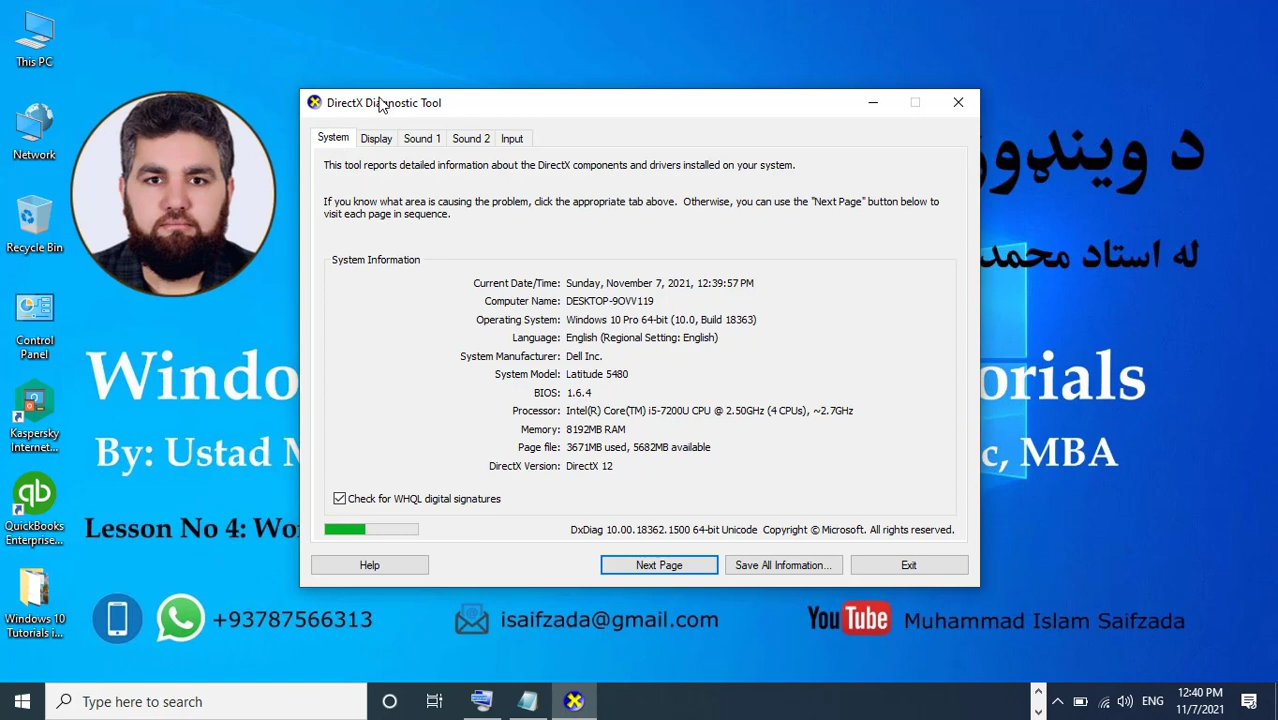 This PC
Network
Recycle Bin
Control
Panel
Kaspersky
Internet...
QuickBooks
Enterprise...
Windows 10
Tutorials i...
DirectX Diagnostic Tool
System
Display
Sound 1
Sound 2
Input
This tool reports detailed information about the DirectX components and drivers installed on your system.
If you know what area is causing the problem, click the appropriate tab above. Otherwise, you can use the "Next Page" button below to
visit each page in sequence.
System Information
Current Date/Time: Sunday, November 7, 2021, 12:39:57 PM
Computer Name: DESKTOP-9OVV119
Operating System: Windows 10 Pro 64-bit (10.0, Build 18363)
Language: English (Regional Setting: English)
System Manufacturer: Dell Inc.
System Model: Latitude 5480
BIOS: 1.6.4
Processor: Intel(R) Core(TM) i5-7200U CPU @ 2.50GHz (4 CPUs), ~2.7GHz
Memory: 8192MB RAM
Page file: 3671MB used, 5682MB available
DirectX Version: DirectX 12
Check for WHQL digital signatures
DxDiag 10.00.18362.1500 64-bit Unicode Copyright © Microsoft. All rights reserved.
Help
Next Page
Save All Information...
Exit
د وینډوز
له استاد محمد
Windo
orials
By: Ustad M
c, MBA
Lesson No 4: Wo
+93787566313
isaifzada@gmail.com
YouTube
Muhammad Islam Saifzada
Type here to search
qb
ENG
12:40 PM
11/7/2021